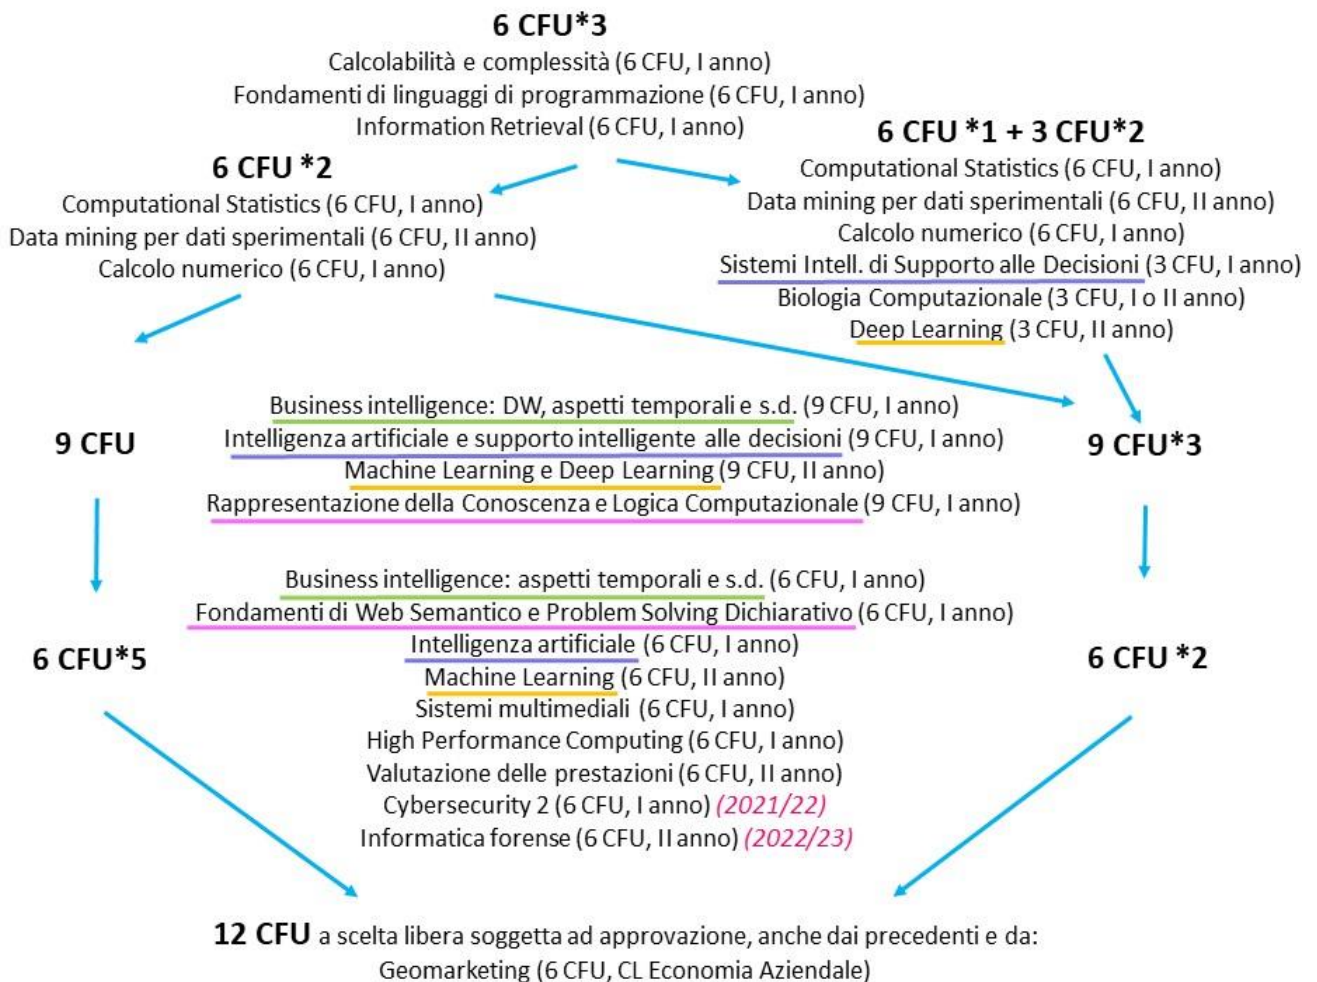 6 CFU*3
Calcolabilità e complessità (6 CFU, I anno)
Fondamenti di linguaggi di programmazione (6 CFU, I anno)
Information Retrieval (6 CFU, I anno)
6 CFU *2
Computational Statistics (6 CFU, I anno)
Data mining per dati sperimentali (6 CFU, II anno)
Calcolo numerico (6 CFU, I anno)
6 CFU *1 + 3 CFU*2
Computational Statistics (6 CFU, I anno)
Data mining per dati sperimentali (6 CFU, II anno)
Calcolo numerico (6 CFU, I anno)
Sistemi Intell. di Supporto alle Decisioni (3 CFU, I anno)
Biologia Computazionale (3 CFU, I o II anno)
Deep Learning (3 CFU, II anno)
9 CFU
Business intelligence: DW, aspetti temporali e s.d. (9 CFU, I anno)
Intelligenza artificiale e supporto intelligente alle decisioni (9 CFU, I anno)
Machine Learning e Deep Learning (9 CFU, II anno)
Rappresentazione della Conoscenza e Logica Computazionale (9 CFU, I anno)
9 CFU*3
6 CFU*5
Business intelligence: aspetti temporali e s.d. (6 CFU, I anno)
Fondamenti di Web Semantico e Problem Solving Dichiarativo (6 CFU, I anno)
Intelligenza artificiale (6 CFU, I anno)
Machine Learning (6 CFU, II anno)
Sistemi multimediali (6 CFU, I anno)
High Performance Computing (6 CFU, I anno)
Valutazione delle prestazioni (6 CFU, II anno)
Cybersecurity 2 (6 CFU, I anno) (2021/22)
Informatica forense (6 CFU, II anno) (2022/23)
6 CFU *2
12 CFU a scelta libera soggetta ad approvazione, anche dai precedenti e da:
Geomarketing (6 CFU, CL Economia Aziendale)